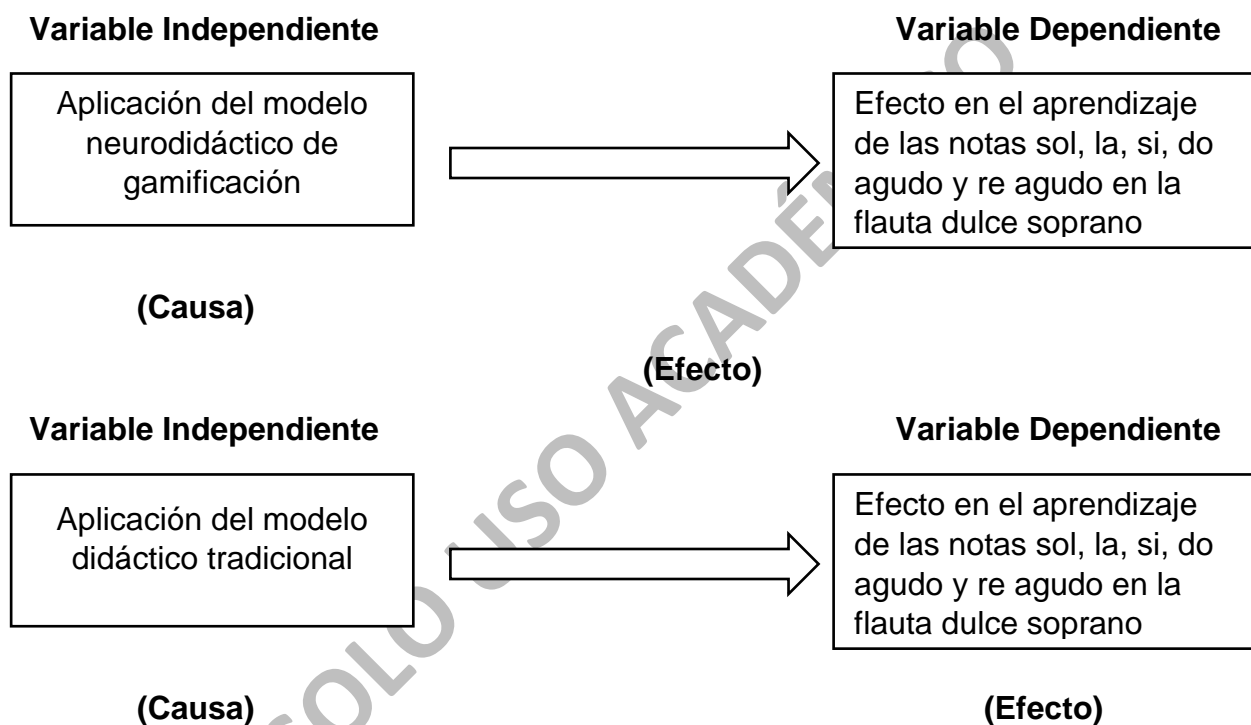 Variable Independiente
Variable Dependiente
Aplicación del modelo
neurodidáctico de
gamificación
Efecto en el aprendizaje
de las notas sol, la, si, do
agudo y re agudo en la
flauta dulce soprano
(Causa)
(Efecto)
Variable Independiente
Variable Dependiente
Aplicación del modelo
didáctico tradicional
Efecto en el aprendizaje
de las notas sol, la, si, do
agudo y re agudo en la
flauta dulce soprano
(Causa)
(Efecto)
SOLO USO ACADÉM